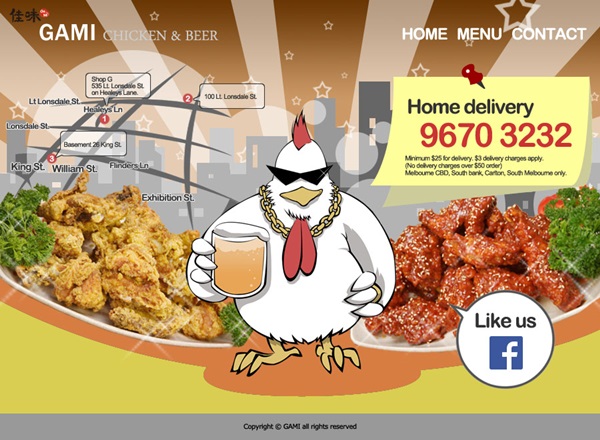 佳味
GAMI CHICKEN & BEER
HOME MENU CONTACT
Shop G
535 Lt. Lonsdale St.
on Healeys Lane.
Lt Lonsdale St.
Healeys Ln
1
2
100 Lt. Lonsdale St.
Lonsdale St.
Basement 26 King St.
3
King St.
William St.
Flinders Ln
Exhibition St.
Home delivery
9670 3232
Minimum $25 for delivery. $3 delivery charges apply.
(No delivery charges over $50 order)
Melbourne CBD, South bank, Carlton, South Melbourne only.
Like us
f
Copyright © GAMI all rights reserved